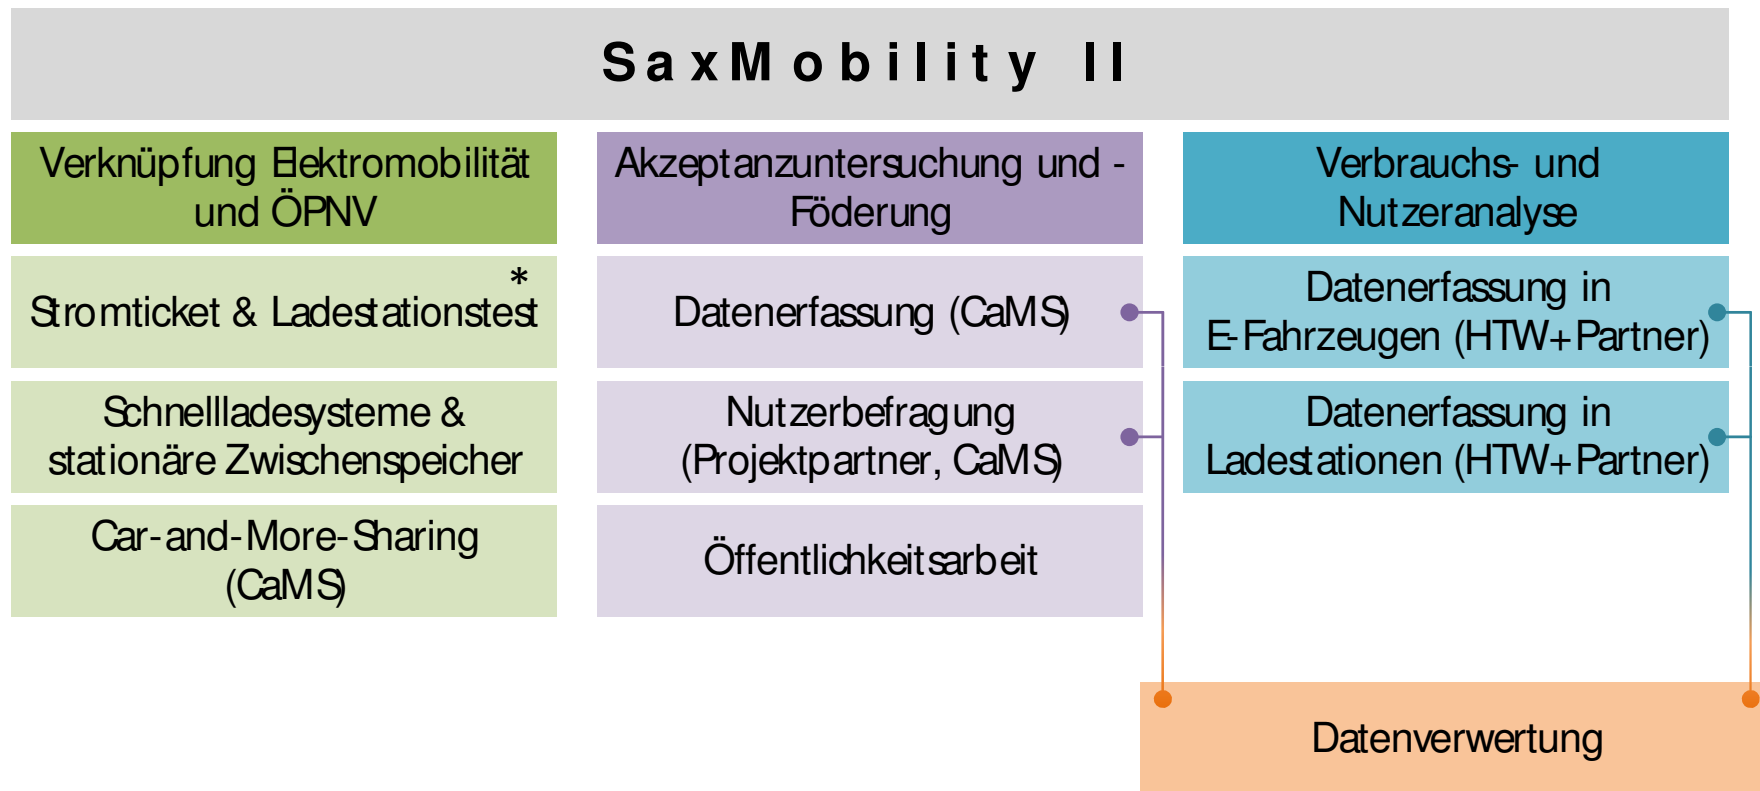 SaxMobility II
Verknüpfung Elektromobilität
und ÖPNV
Stromticket & Ladestationstest*
Schnellladesysteme &
stationäre Zwischenspeicher
Car-and-More-Sharing
(CaMS)
Akzeptanzuntersuchung und -
Föderung
Datenerfassung (CaMS)
Nutzerbefragung
(Projektpartner, CaMS)
Öffentlichkeitsarbeit
Verbrauchs- und
Nutzeranalyse
Datenerfassung in
E-Fahrzeugen (HTW+Partner)
Datenerfassung in
Ladestationen (HTW+Partner)
Datenverwertung